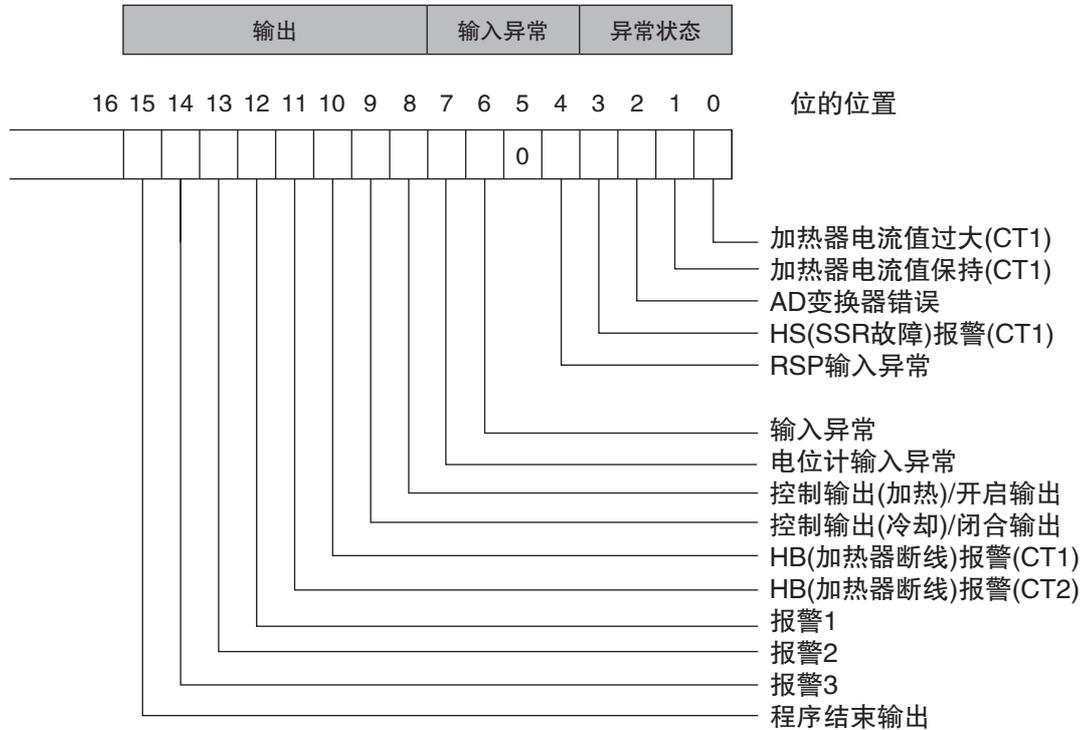 输出 输入异常 异常状态
16 15 14 13 12 11 10 9 8 7 6 5 4 3 2 1 0 位的位置
0
加热器电流值过大(CT1)
加热器电流值保持(CT1)
AD变换器错误
HS(SSR故障)报警(CT1)
RSP输入异常
输入异常
电位计输入异常
控制输出(加热)/开启输出
控制输出(冷却)/闭合输出
HB(加热器断线)报警(CT1)
HB(加热器断线)报警(CT2)
报警1
报警2
报警3
程序结束输出